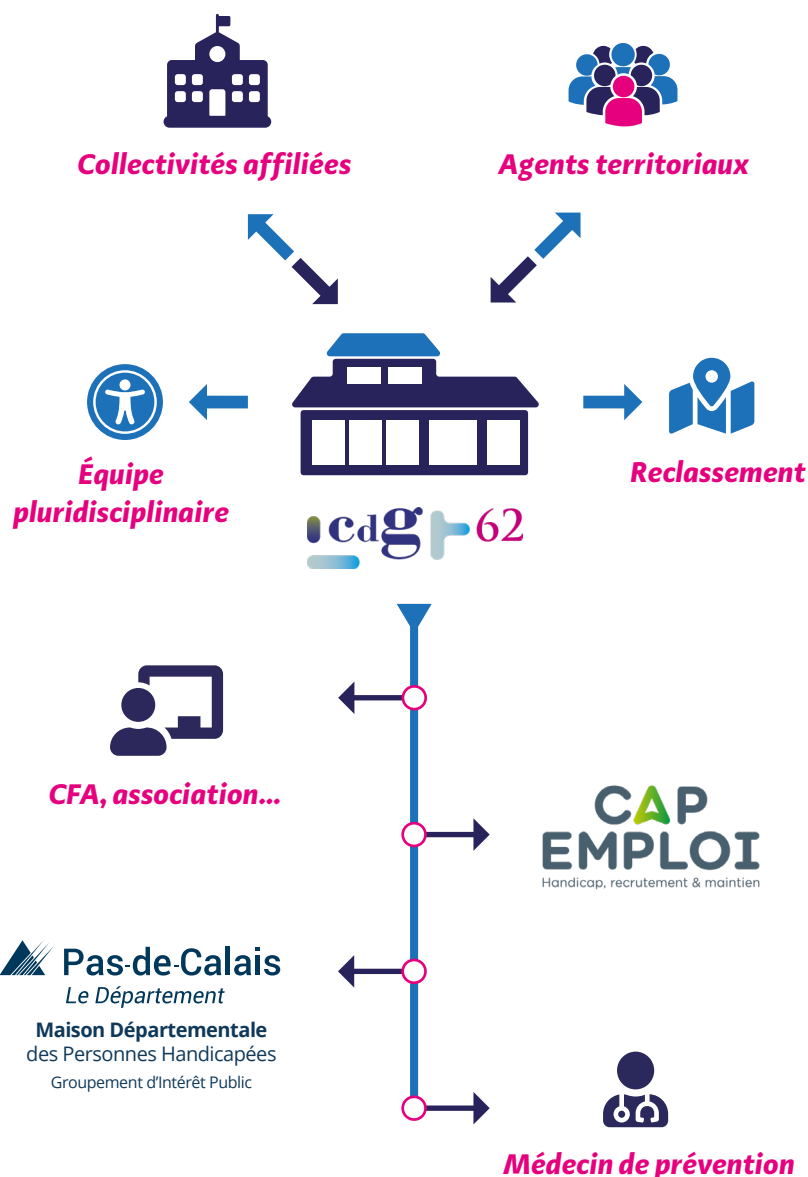 Collectivités affiliées
Agents territoriaux
Équipe
pluridisciplinaire
Reclassement
cdg 62
CFA, association...
CAP
EMPLOI
Handicap, recrutement & maintien
Pas-de-Calais
Le Département
Maison Départementale
des Personnes Handicapées
Groupement d'Intérêt Public
Médecin de prévention